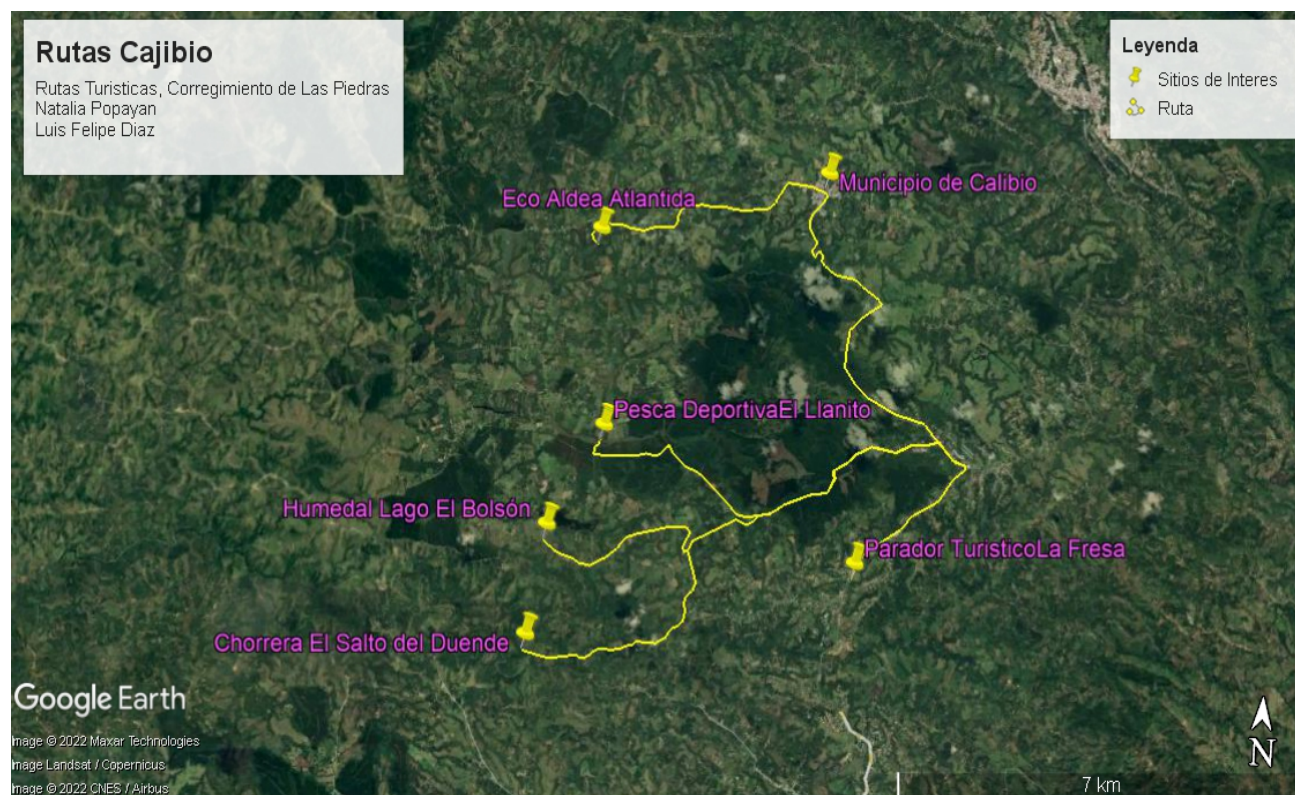 Rutas Cajibio
Rutas Turisticas, Corregimiento de Las Piedras
Natalia Popayan
Luis Felipe Diaz
Leyenda
Sitios de Interes
Ruta
Municipio de Calibio
Eco Aldea Atlantida
Pesca DeportivaEl Llanito
Humedal Lago El Bolsón
Parador TuristicoLa Fresa
Chorrera El Salto del Duende
Google Earth
Image © 2022 Maxar Technologies
Image Landsat / Copernicus
Image © 2022 CNES / Airbus
N
7 km